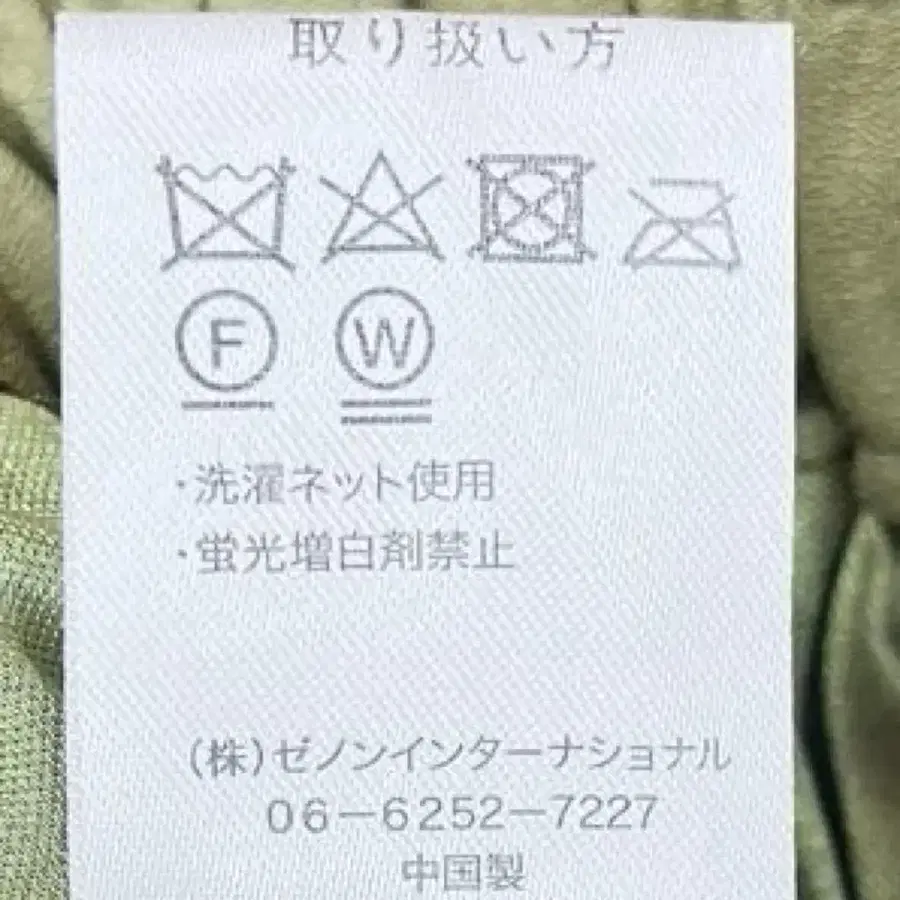 取り扱い方
F W
・洗濯ネット使用
・蛍光増白剤禁止
(株)ゼノンインターナショナル
06-6252-7227
中国製